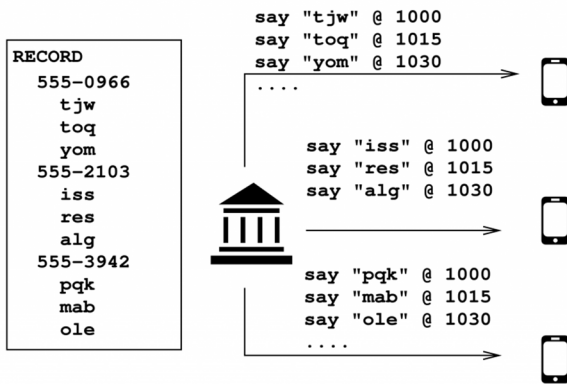 RECORD
555-0966
tjw
toq
yom
555-2103
iss
res
alg
555-3942
pqk
mab
ole
say "tjw" @ 1000
say "toq" @ 1015
say "yom" @ 1030
....
say "iss" @ 1000
say "res" @ 1015
say "alg" @ 1030
say "pqk" @ 1000
say "mab" @ 1015
say "ole" @ 1030
....